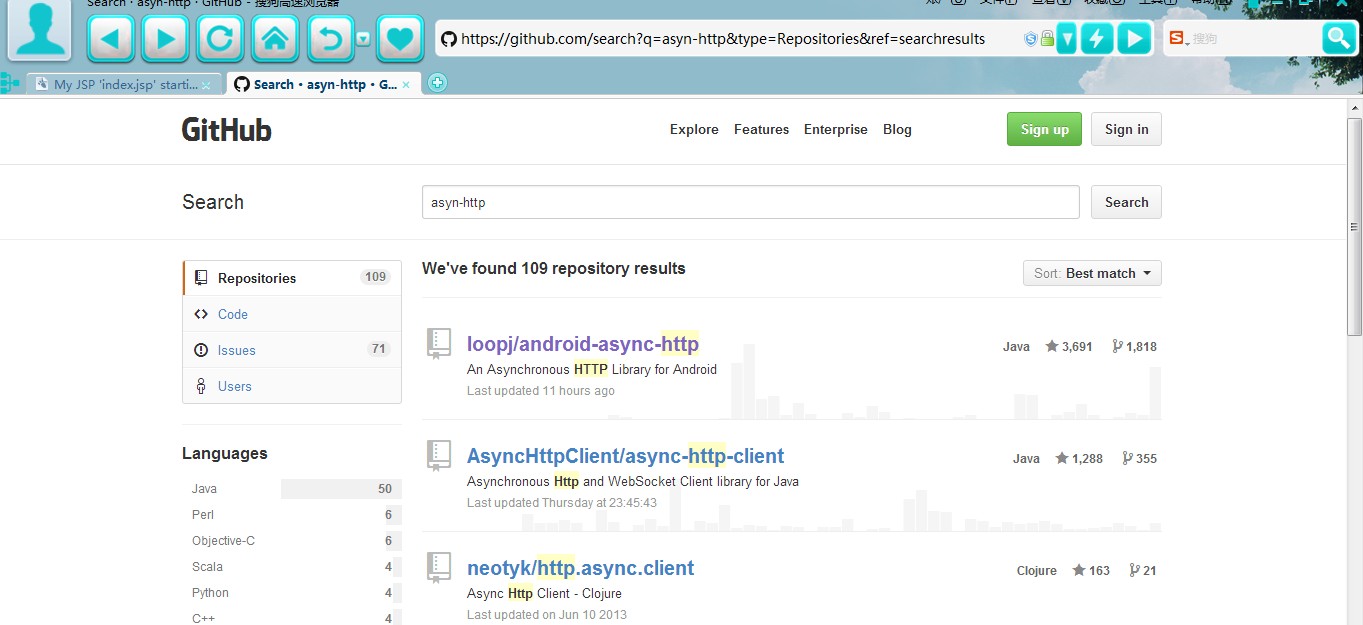 Search · asyn-http · GitHub - 搜狗高速浏览器
https://github.com/search?q=asyn-http&type=Repositories&ref=searchresults
搜狗
My JSP 'index.jsp' starti...
Search · asyn-http · G...
GitHub
Explore Features Enterprise Blog
Sign up Sign in
Search
asyn-http
Search
Repositories 109
Code
Issues 71
Users
Languages
Java 50
Perl 6
Objective-C 6
Scala 4
Python 4
C++ 4
We've found 109 repository results
Sort: Best match
loopj/android-async-http
Java 3,691 1,818
An Asynchronous HTTP Library for Android
Last updated 11 hours ago
AsyncHttpClient/async-http-client
Java 1,288 355
Asynchronous Http and WebSocket Client library for Java
Last updated Thursday at 23:45:43
neotyk/http.async.client
Clojure 163 21
Async Http Client - Clojure
Last updated on Jun 10 2013